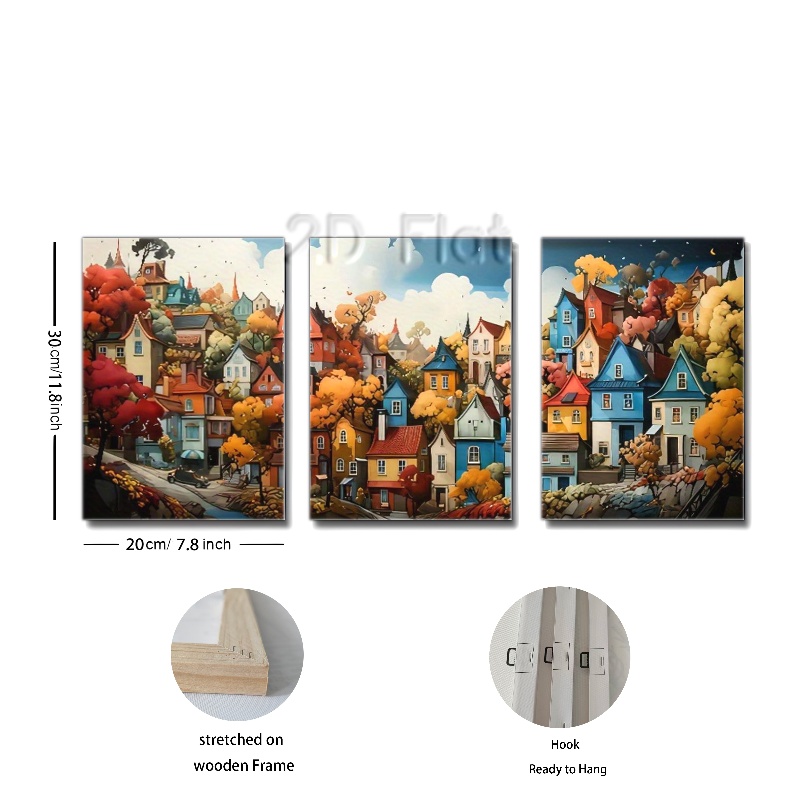 2D Flat
30cm/11.8inch
20cm/ 7.8 inch
stretched on
wooden Frame
Hook
Ready to Hang